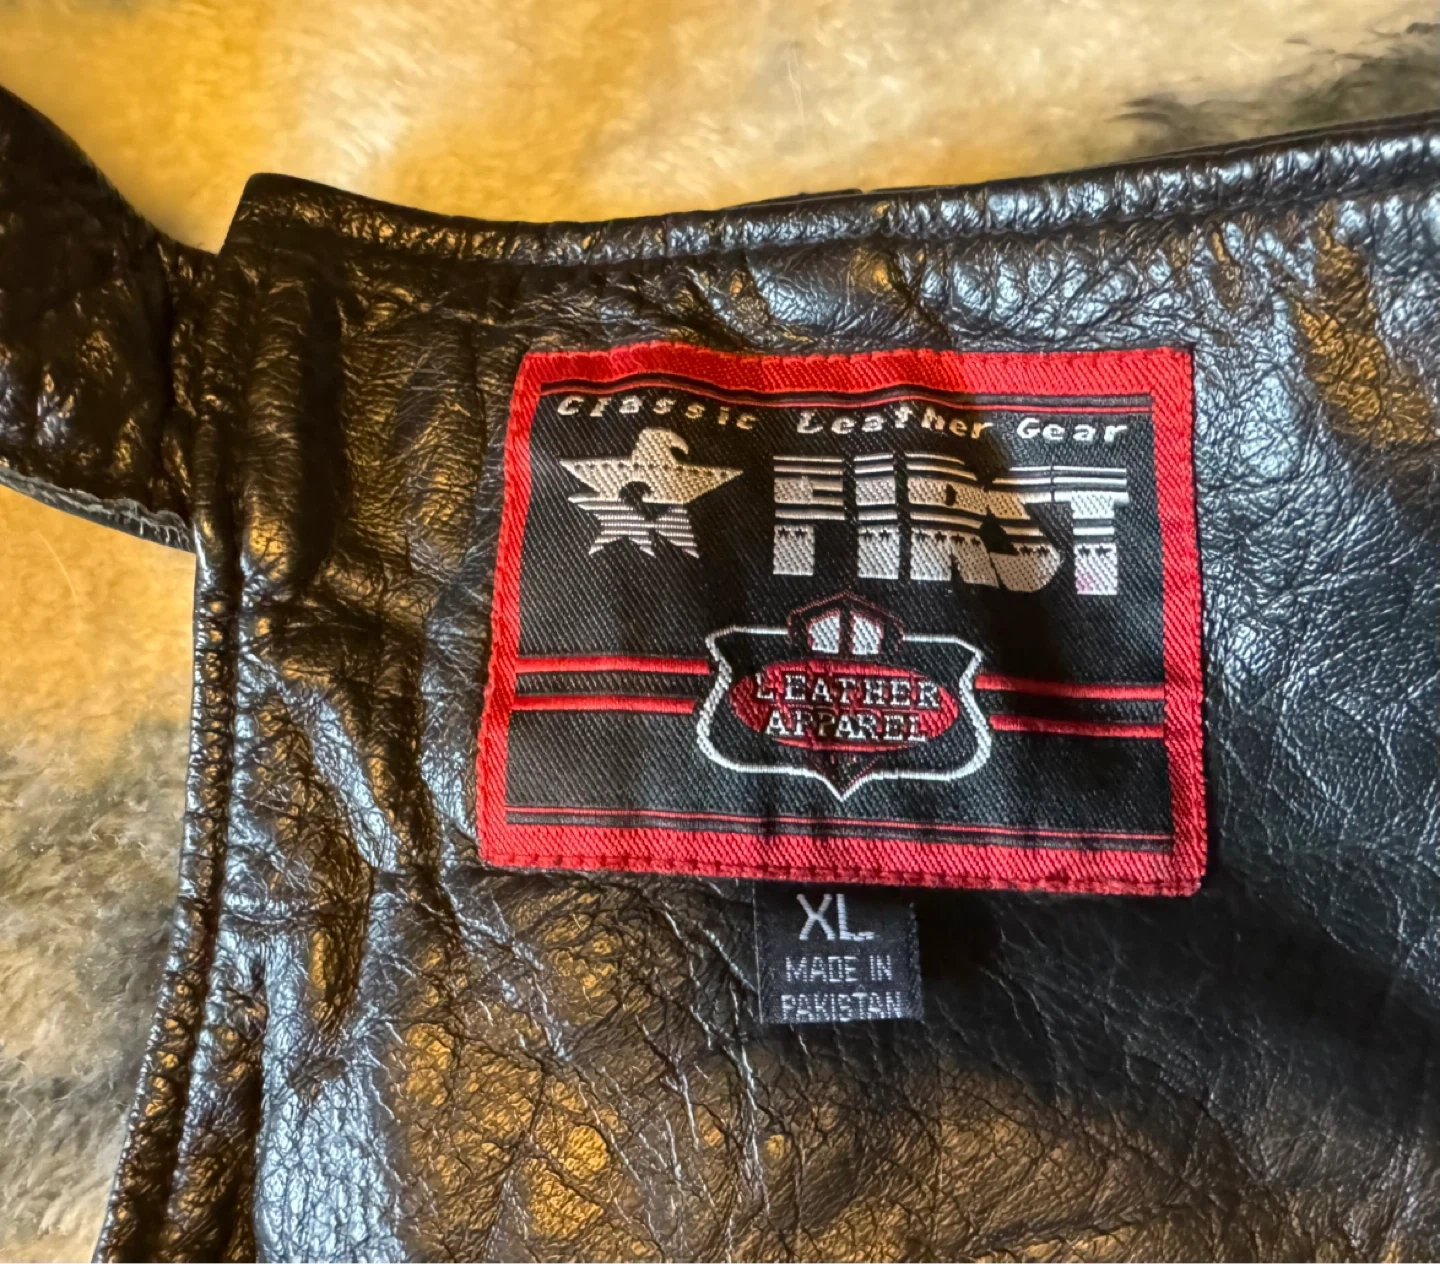 Classic Leather Gear
FIRST
LEATHER
APPAREL
XL
MADE IN
PAKISTAN